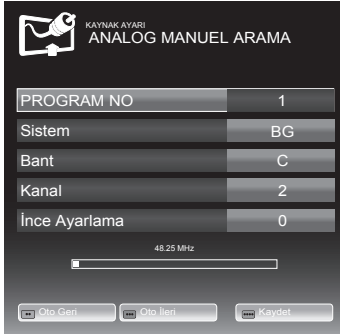 KAYNAK AYARI
ANALOG MANUEL ARAMA
PROGRAM NO 1
Sistem BG
Bant C
Kanal 2
İnce Ayarlama 0
48.25 MHz
Oto Geri Oto İleri Kaydet